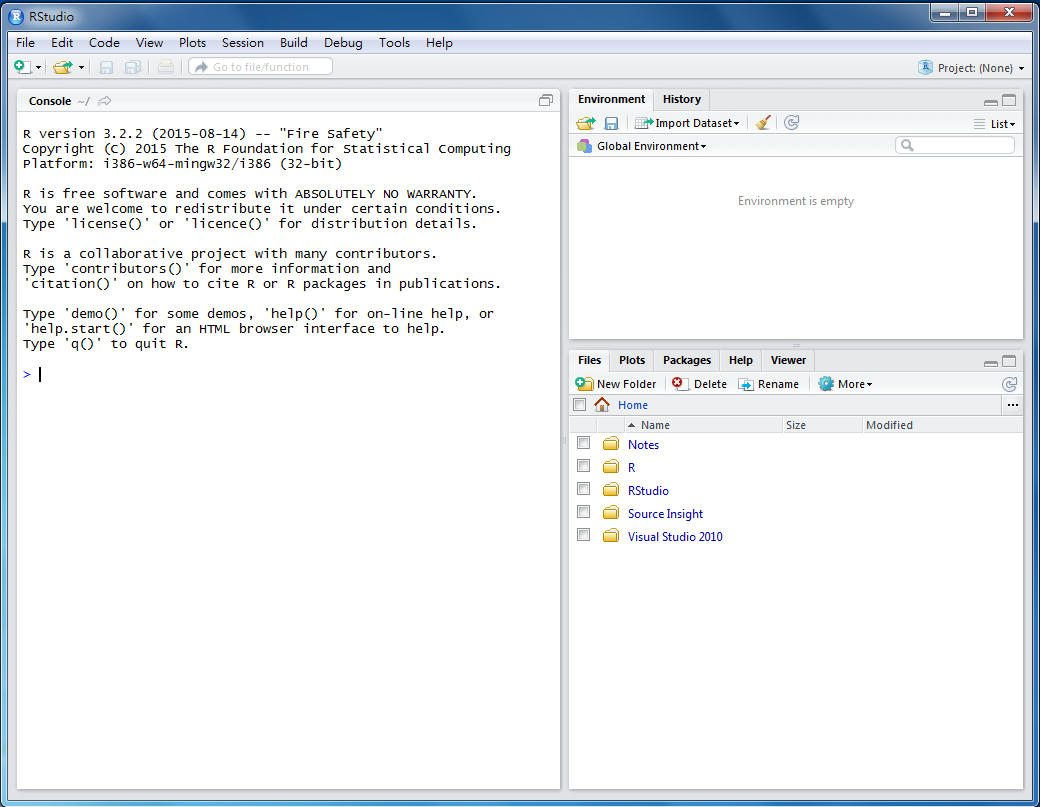 RStudio
File Edit Code View Plots Session Build Debug Tools Help
Go to file/function
Project: (None)
Console ~/
R version 3.2.2 (2015-08-14) -- "Fire Safety"
Copyright (C) 2015 The R Foundation for Statistical Computing
Platform: i386-w64-mingw32/i386 (32-bit)
R is free software and comes with ABSOLUTELY NO WARRANTY.
You are welcome to redistribute it under certain conditions.
Type 'license()' or 'licence()' for distribution details.
R is a collaborative project with many contributors.
Type 'contributors()' for more information and
'citation()' on how to cite R or R packages in publications.
Type 'demo()' for some demos, 'help()' for on-line help, or
'help.start()' for an HTML browser interface to help.
Type 'q()' to quit R.
>
Environment History
Import Dataset List
Global Environment
Environment is empty
Files Plots Packages Help Viewer
New Folder Delete Rename More
Home ...
Name Size Modified
Notes
R
RStudio
Source Insight
Visual Studio 2010